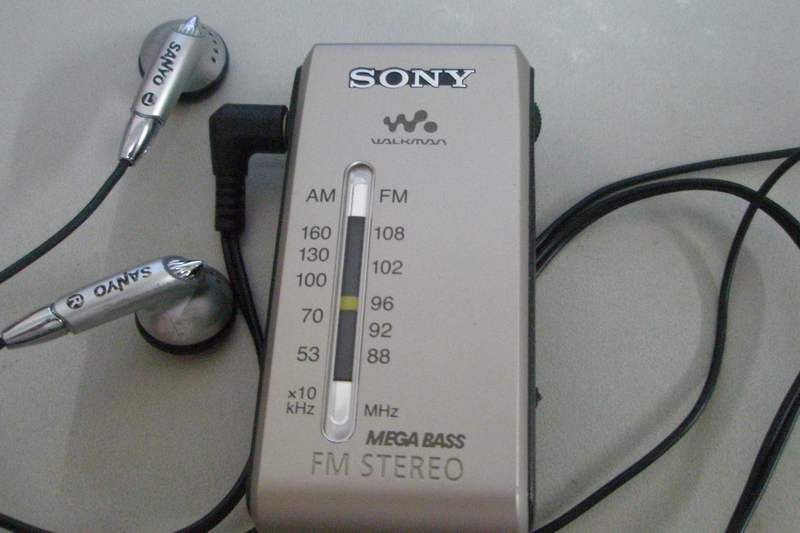 SONY
WALKMAN
AM FM
160 108
130
102
100
96
70
92
53 88
x10
kHz MHz
MEGA BASS
FM STEREO
SANYO L
SANYO R